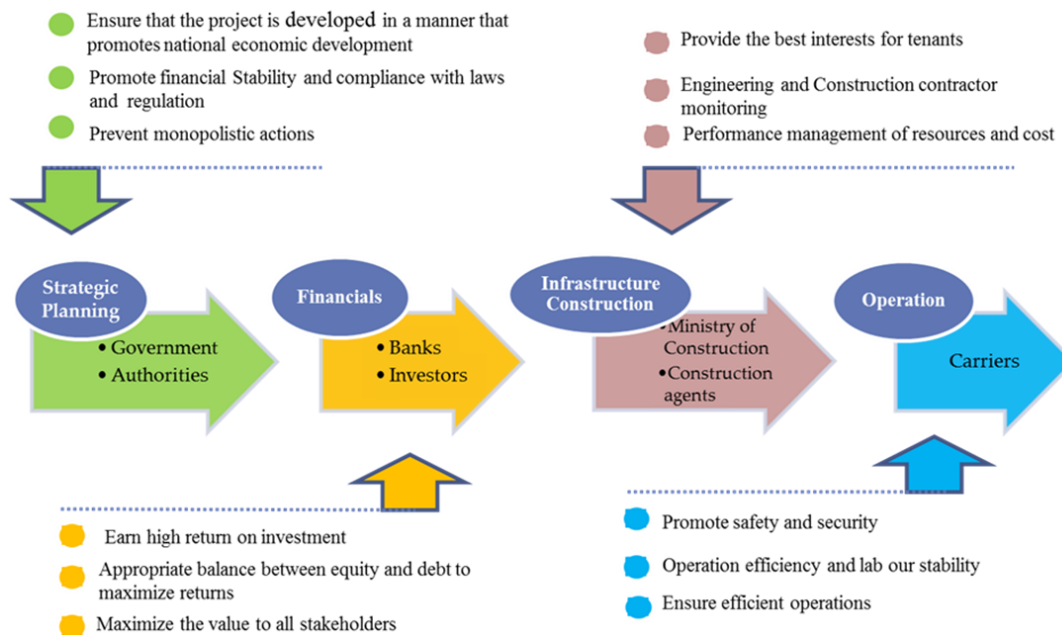 Ensure that the project is developed in a manner that
promotes national economic development
Promote financial Stability and compliance with laws
and regulation
Prevent monopolistic actions
Provide the best interests for tenants
Engineering and Construction contractor
monitoring
Performance management of resources and cost
Strategic
Planning
• Government
• Authorities
Financials
• Banks
• Investors
Infrastructure
Construction
• Ministry of
Construction
•Construction
agents
Operation
Carriers
Earn high return on investment
Appropriate balance between equity and debt to
maximize returns
Maximize the value to all stakeholders
Promote safety and security
Operation efficiency and lab our stability
Ensure efficient operations